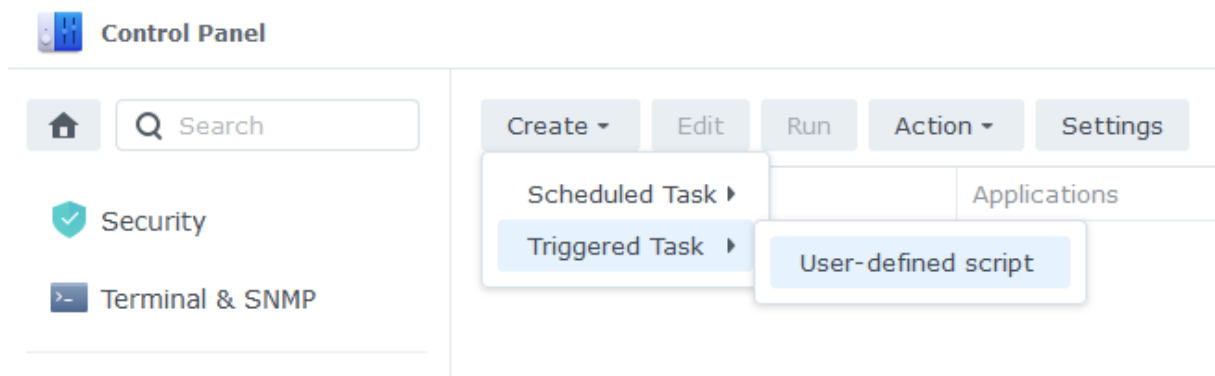 Control Panel
Search
Create Edit Run Action Settings
Scheduled Task
Applications
Security
Triggered Task
User-defined script
Terminal & SNMP